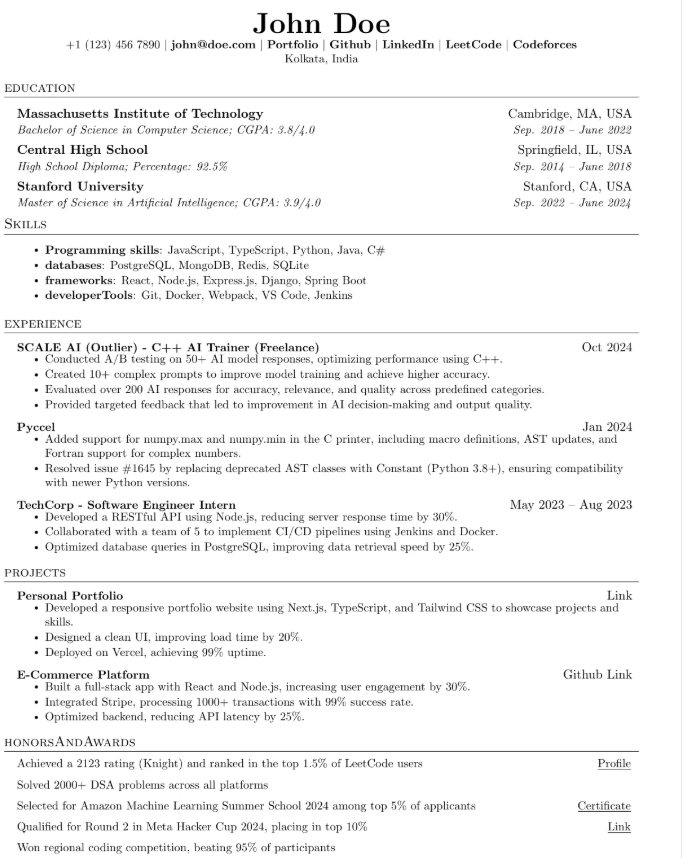 John Doe
+1 (123) 456 7890 | john@doe.com | Portfolio | Github | LinkedIn | LeetCode | Codeforces
Kolkata, India
EDUCATION
Massachusetts Institute of Technology Cambridge, MA, USA
Bachelor of Science in Computer Science; CGPA: 3.8/4.0 Sep. 2018 – June 2022
Central High School Springfield, IL, USA
High School Diploma; Percentage: 92.5% Sep. 2014 – June 2018
Stanford University Stanford, CA, USA
Master of Science in Artificial Intelligence; CGPA: 3.9/4.0 Sep. 2022 – June 2024
SKILLS
• Programming skills: JavaScript, TypeScript, Python, Java, C#
• databases: PostgreSQL, MongoDB, Redis, SQLite
• frameworks: React, Node.js, Express.js, Django, Spring Boot
• developerTools: Git, Docker, Webpack, VS Code, Jenkins
EXPERIENCE
SCALE AI (Outlier) - C++ AI Trainer (Freelance) Oct 2024
• Conducted A/B testing on 50+ AI model responses, optimizing performance using C++.
• Created 10+ complex prompts to improve model training and achieve higher accuracy.
• Evaluated over 200 AI responses for accuracy, relevance, and quality across predefined categories.
• Provided targeted feedback that led to improvement in AI decision-making and output quality.
Pyccel Jan 2024
• Added support for numpy.max and numpy.min in the C printer, including macro definitions, AST updates, and
Fortran support for complex numbers.
• Resolved issue #1645 by replacing deprecated AST classes with Constant (Python 3.8+), ensuring compatibility
with newer Python versions.
TechCorp - Software Engineer Intern May 2023 – Aug 2023
• Developed a RESTful API using Node.js, reducing server response time by 30%.
• Collaborated with a team of 5 to implement CI/CD pipelines using Jenkins and Docker.
• Optimized database queries in PostgreSQL, improving data retrieval speed by 25%.
PROJECTS
Personal Portfolio Link
• Developed a responsive portfolio website using Next.js, TypeScript, and Tailwind CSS to showcase projects and
skills.
• Designed a clean UI, improving load time by 20%.
• Deployed on Vercel, achieving 99% uptime.
E-Commerce Platform Github Link
• Built a full-stack app with React and Node.js, increasing user engagement by 30%.
• Integrated Stripe, processing 1000+ transactions with 99% success rate.
• Optimized backend, reducing API latency by 25%.
HONORSANDAWARDS
Achieved a 2123 rating (Knight) and ranked in the top 1.5% of LeetCode users Profile
Solved 2000+ DSA problems across all platforms
Selected for Amazon Machine Learning Summer School 2024 among top 5% of applicants Certificate
Qualified for Round 2 in Meta Hacker Cup 2024, placing in top 10% Link
Won regional coding competition, beating 95% of participants